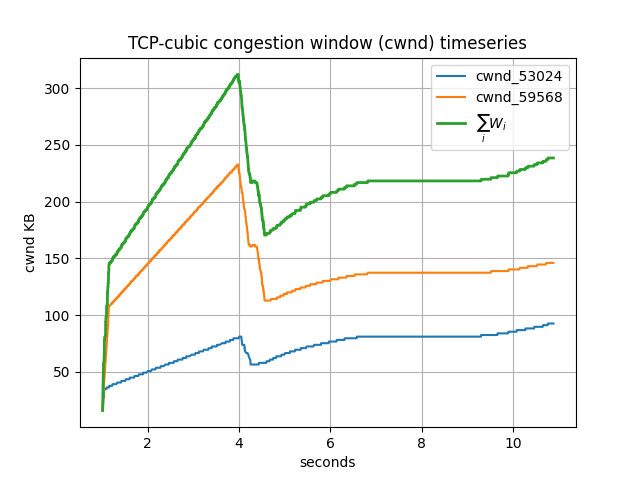 TCP-cubic congestion window (cwnd) timeseries
cwnd_53024
cwnd_59568
∑ W_i
i
cwnd KB
300
250
200
150
100
50
2 4 6 8 10
seconds